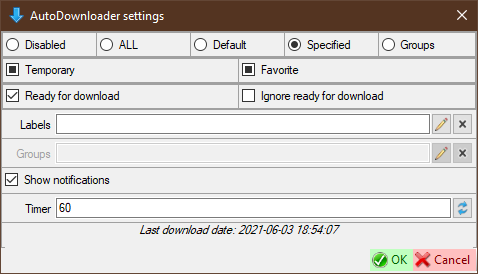 AutoDownloader settings
Disabled ALL Default Specified Groups
Temporary Favorite
Ready for download Ignore ready for download
Labels
Groups
Show notifications
Timer 60
Last download date: 2021-06-03 18:54:07
OK Cancel